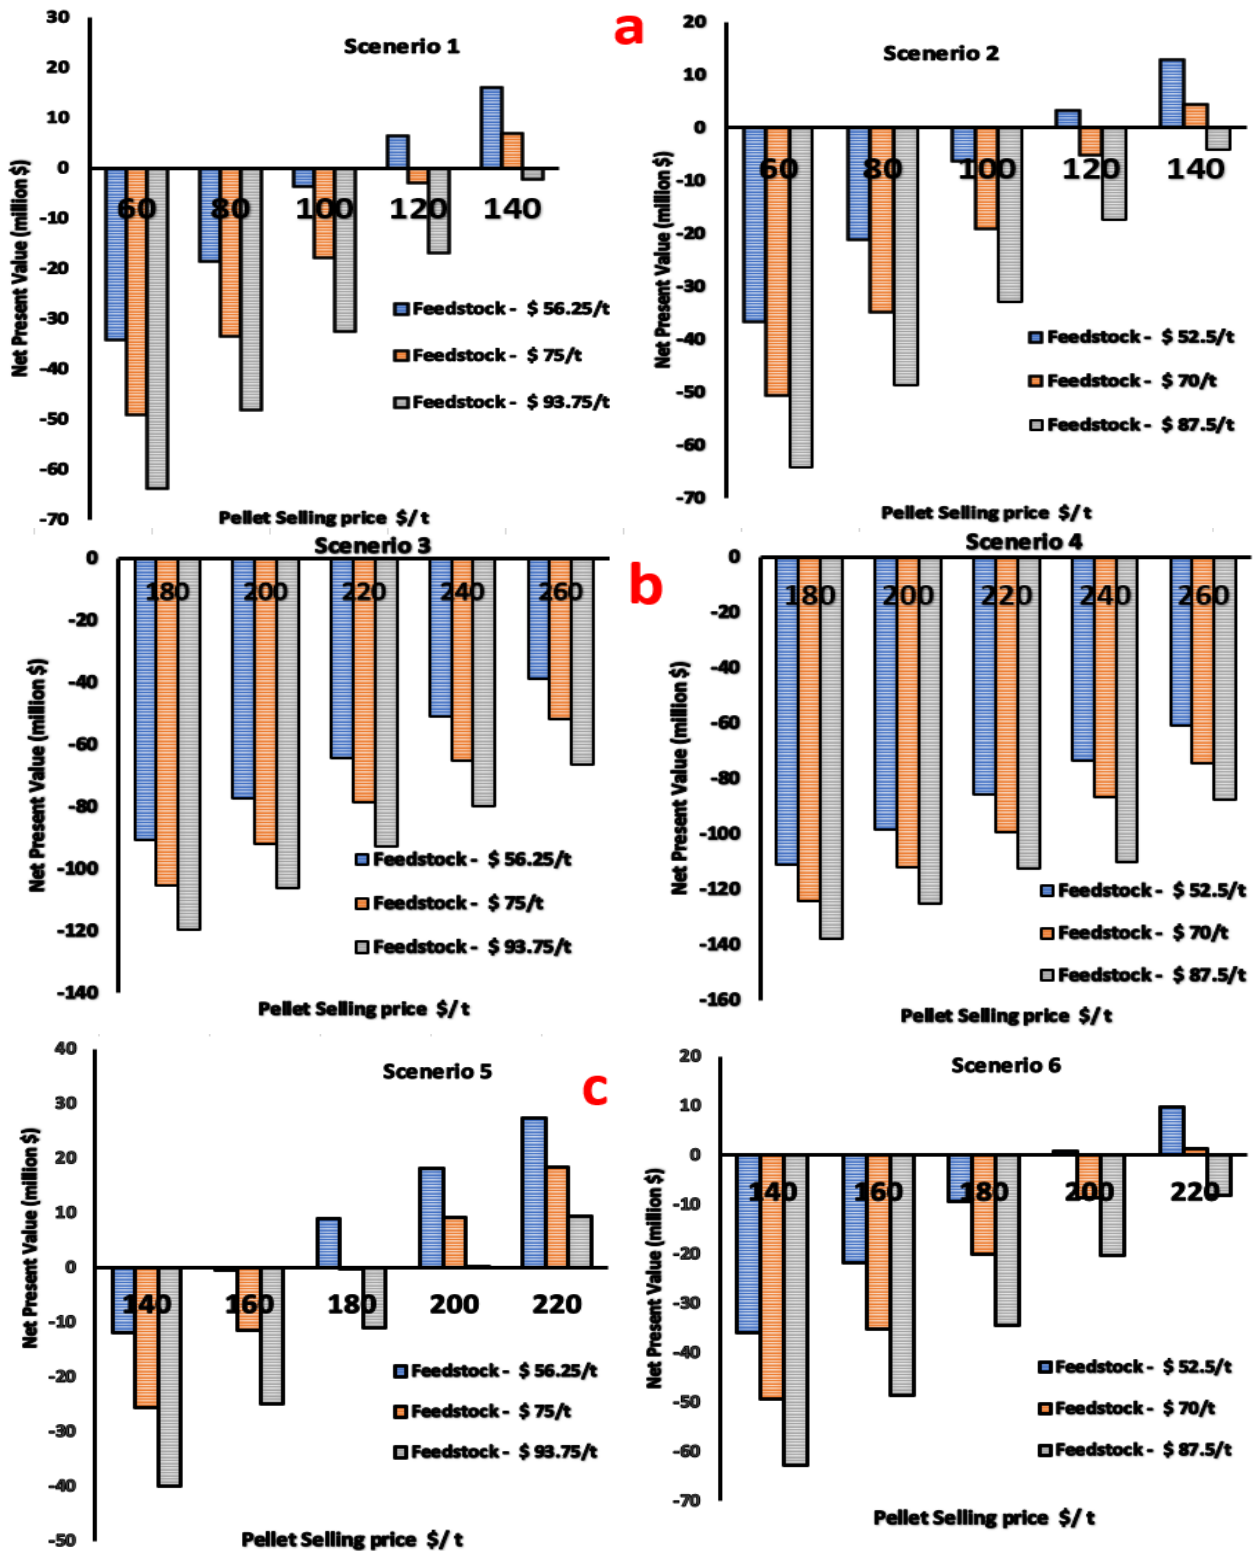 a
Scenerio 1
Net Present Value (million $)
30
20
10
0
-10
-20
-30
-40
-50
-60
-70
60 80 100 120 140
Feedstock - $ 56.25/t
Feedstock - $ 75/t
Feedstock - $ 93.75/t
Pellet Selling price $/ t
Scenerio 2
Net Present Value (million $)
20
10
0
-10
-20
-30
-40
-50
-60
-70
60 80 100 120 140
Feedstock - $ 52.5/t
Feedstock - $ 70/t
Feedstock - $ 87.5/t
Pellet Selling price $/ t
b
Scenerio 3
Net Present Value (million $)
0
-20
-40
-60
-80
-100
-120
-140
180 200 220 240 260
Feedstock - $ 56.25/t
Feedstock - $ 75/t
Feedstock - $ 93.75/t
Pellet Selling price $/ t
Scenerio 4
Net Present Value (million $)
0
-20
-40
-60
-80
-100
-120
-140
-160
180 200 220 240 260
Feedstock - $ 52.5/t
Feedstock - $ 70/t
Feedstock - $ 87.5/t
Pellet Selling price $/ t
c
Scenerio 5
Net Present Value (million $)
40
30
20
10
0
-10
-20
-30
-40
-50
140 160 180 200 220
Feedstock - $ 56.25/t
Feedstock - $ 75/t
Feedstock - $ 93.75/t
Pellet Selling price $/ t
Scenerio 6
Net Present Value (million $)
20
10
0
-10
-20
-30
-40
-50
-60
-70
140 160 180 200 220
Feedstock - $ 52.5/t
Feedstock - $ 70/t
Feedstock - $ 87.5/t
Pellet Selling price $/ t